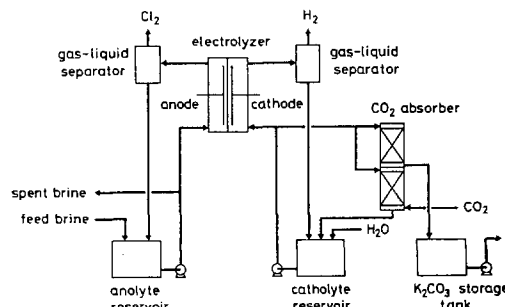 Cl2
H2
gas-liquid
separator
electrolyzer
gas-liquid
separator
anode
cathode
CO2 absorber
spent brine
feed brine
CO2
H2O
anolyte
reservoir
catholyte
reservoir
K2CO3 storage
tank